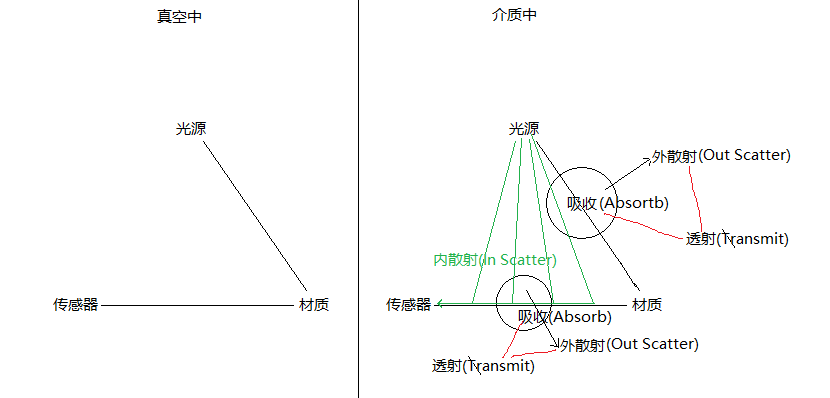 真空中
介质中
光源
光源
外散射(Out Scatter)
吸收(Absortb)
透射(Transmit)
内散射(In Scatter)
传感器
材质
传感器
材质
吸收(Absorb)
外散射(Out Scatter)
透射(Transmit)